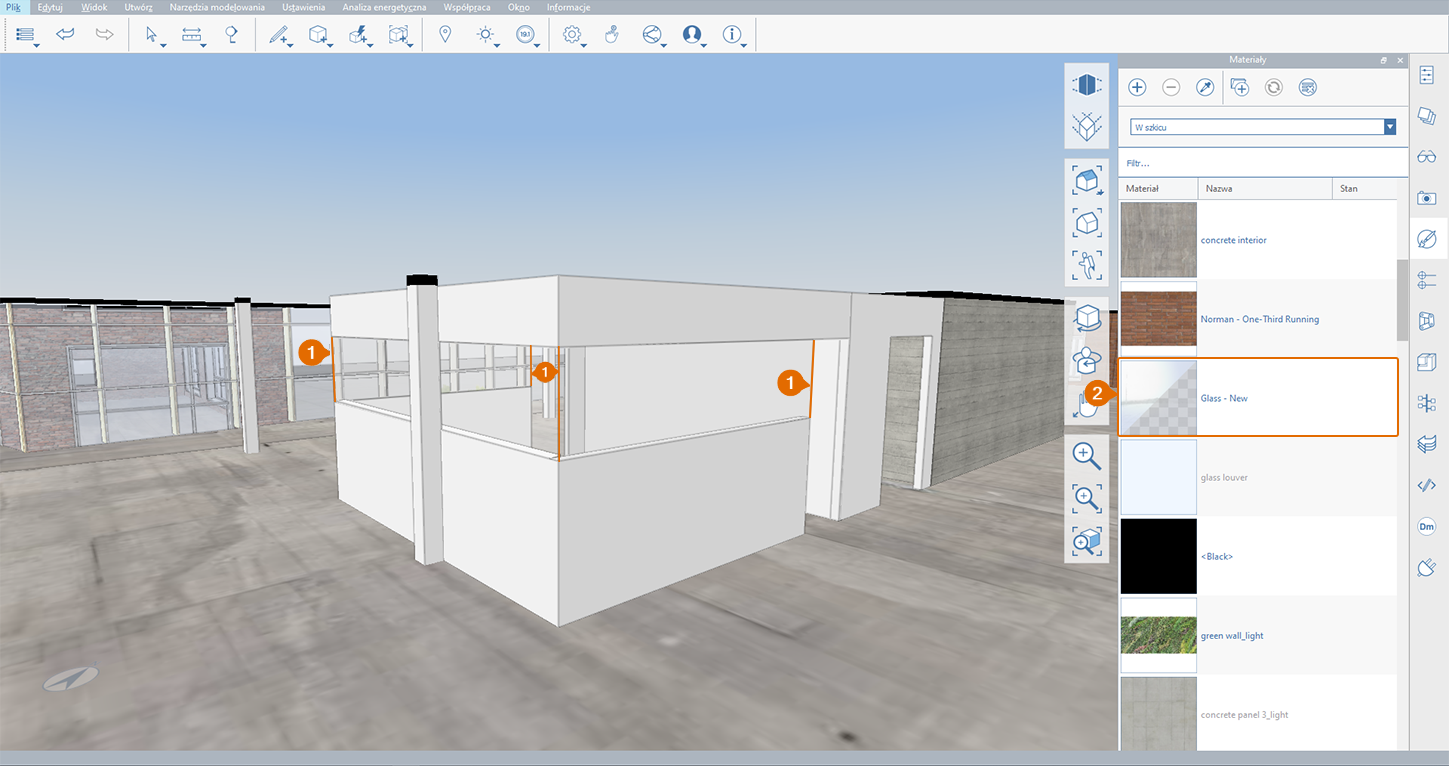 Plik Edytuj Widok Utwórz Narzędzia modelowania Ustawienia Analiza energetyczna Współpraca Okno Informacje
19.1
Materiały
W szkicu
Filtr...
Materiał Nazwa Stan
concrete interior
Norman - One-Third Running
Glass - New
glass louver
<Black>
green wall_light
concrete panel 3_light
Dm
1
1
1
2